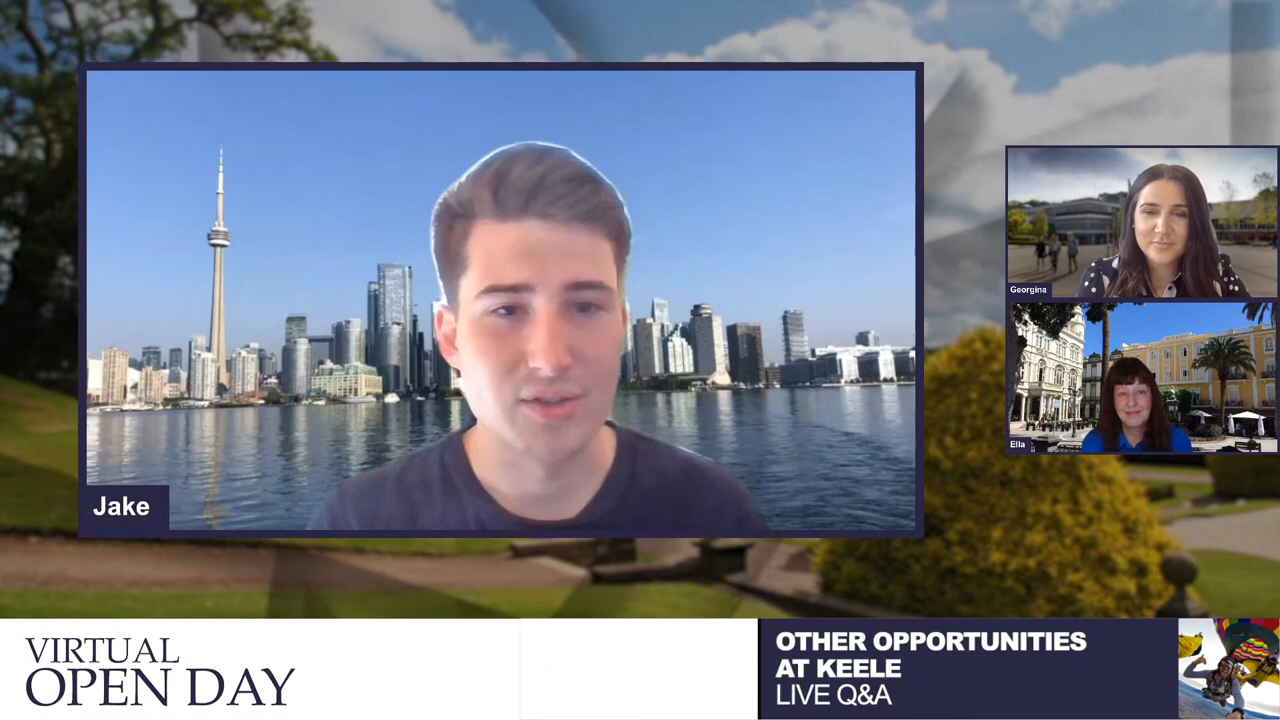 Jake
Georgina
Ella
VIRTUAL
OPEN DAY
OTHER OPPORTUNITIES
AT KEELE
LIVE Q&A